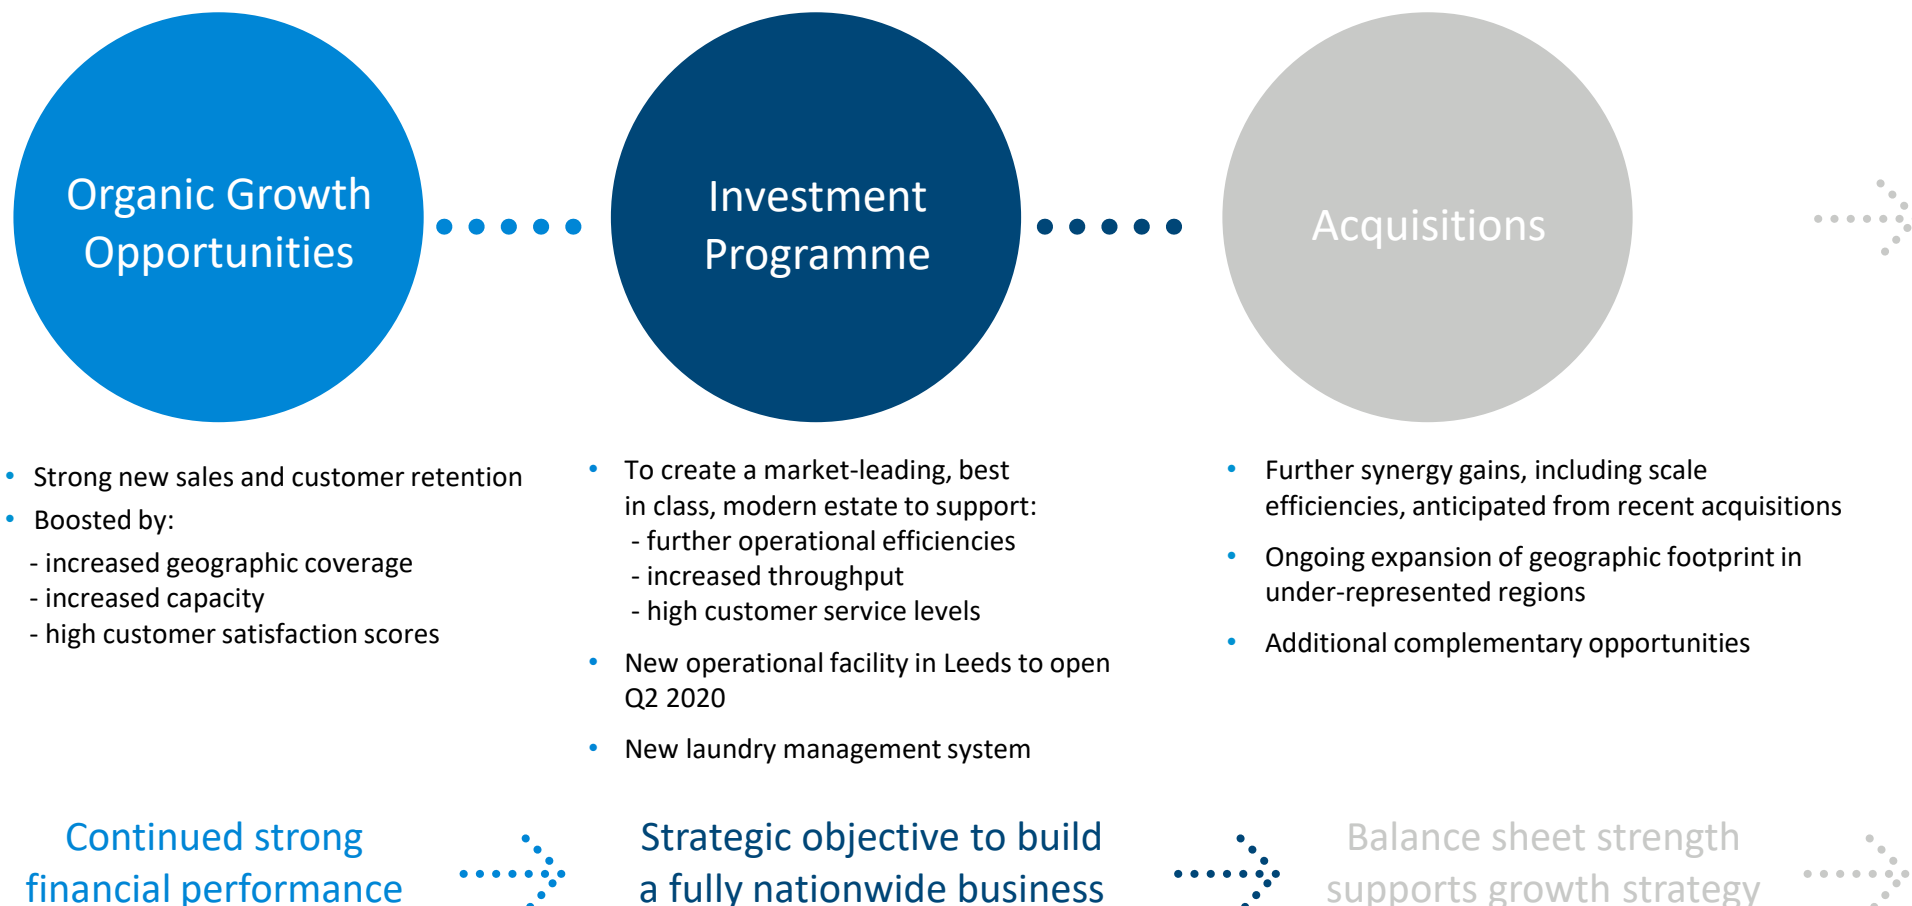 Organic Growth
Opportunities
Investment
Programme
Acquisitions
• Strong new sales and customer retention
• Boosted by:
- increased geographic coverage
- increased capacity
- high customer satisfaction scores
• To create a market-leading, best
in class, modern estate to support:
- further operational efficiencies
- increased throughput
- high customer service levels
• New operational facility in Leeds to open
Q2 2020
• New laundry management system
• Further synergy gains, including scale
efficiencies, anticipated from recent acquisitions
• Ongoing expansion of geographic footprint in
under-represented regions
• Additional complementary opportunities
Continued strong
financial performance
Strategic objective to build
a fully nationwide business
Balance sheet strength
supports growth strategy